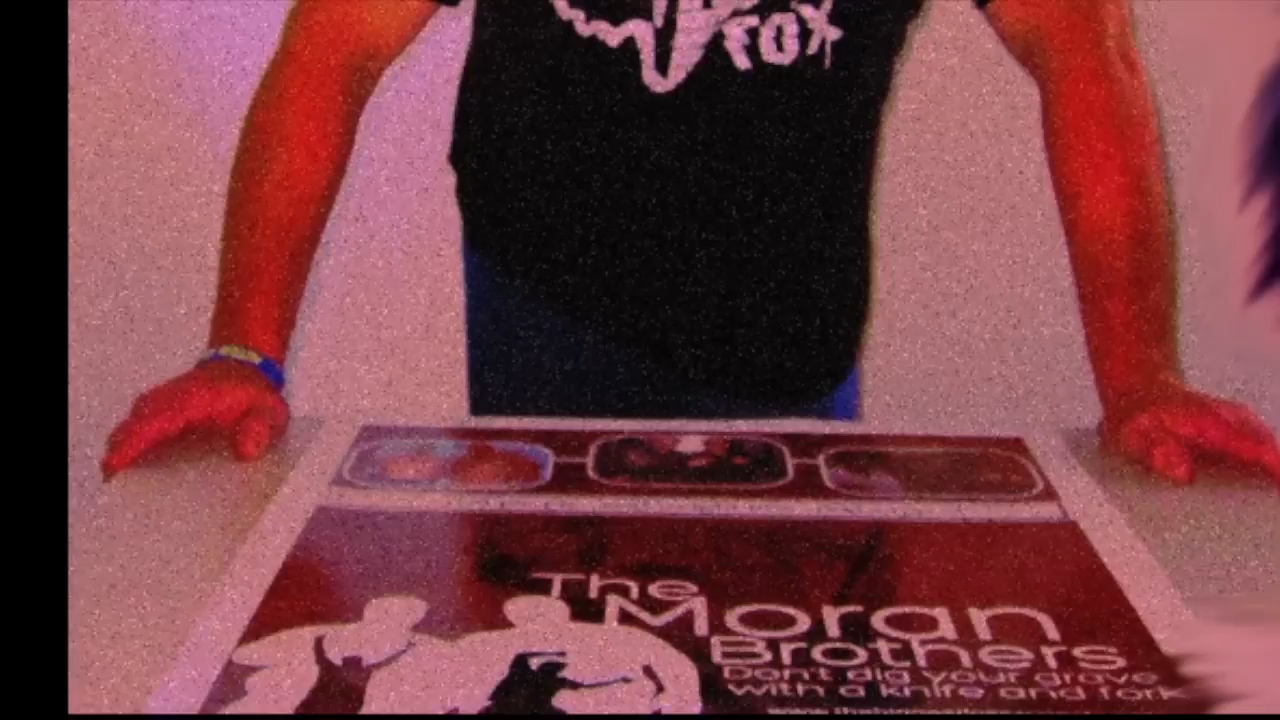 FOX
The
Moran
Brothers
Don't dig your grave
with a knife and fork